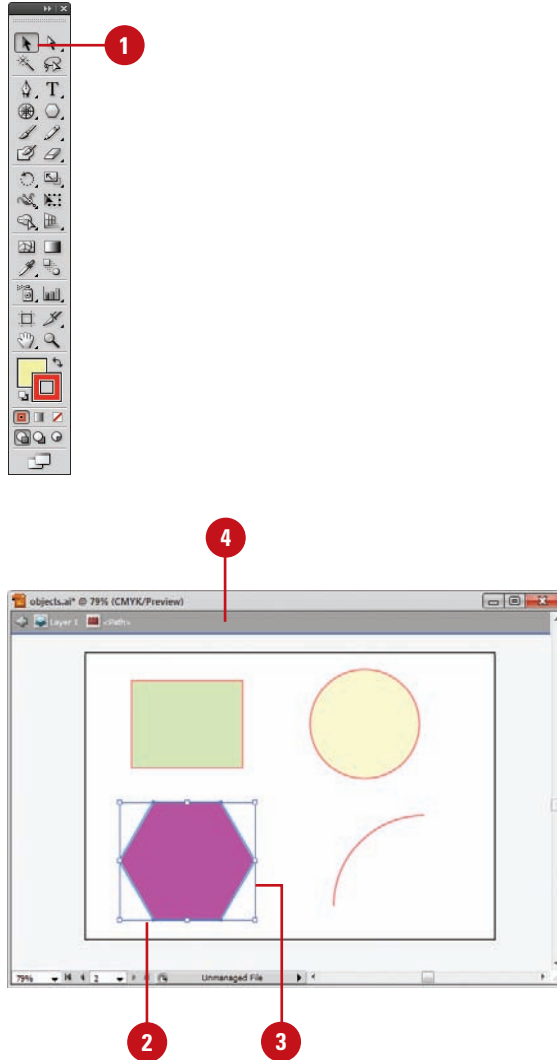 1
T
4
objects.ai* @ 79% (CMYK/Preview)
Layer 1 <Path>
79% 2 Unmanaged File
2
3